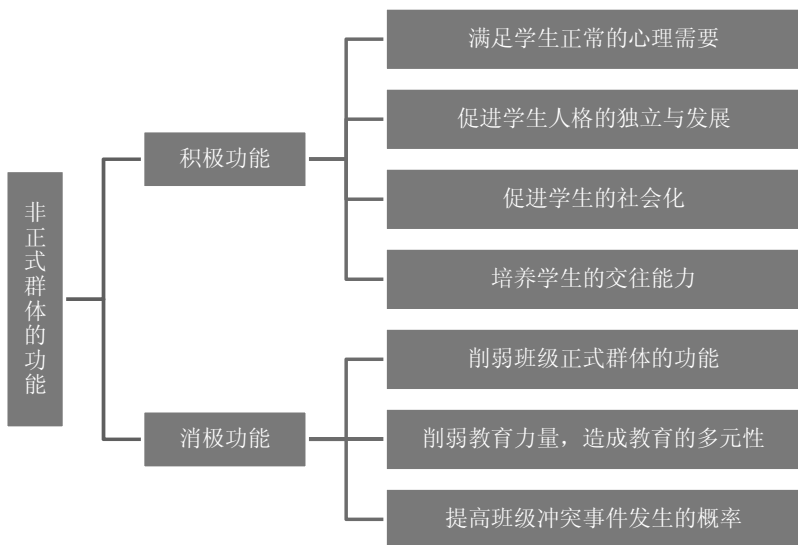 非正式群体的功能
积极功能
满足学生正常的心理需要
促进学生人格的独立与发展
促进学生的社会化
培养学生的交往能力
消极功能
削弱班级正式群体的功能
削弱教育力量，造成教育的多元性
提高班级冲突事件发生的概率